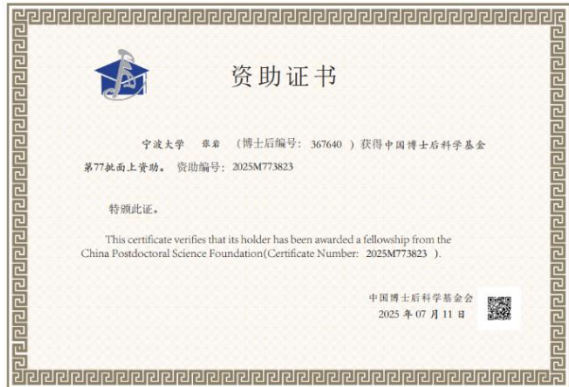 资助证书
宁波大学 张岩 (博士后编号: 367640 ) 获得中国博士后科学基金
第77批面上资助。 资助编号: 2025M773823
特颁此证。
This certificate verifies that its holder has been awarded a fellowship from the
China Postdoctoral Science Foundation(Certificate Number: 2025M773823 ).
中国博士后科学基金会
2025 年 07 月 11 日